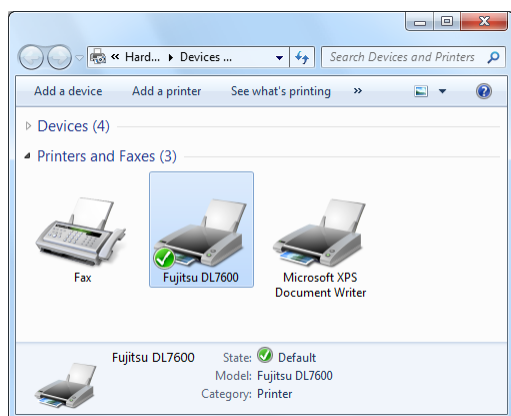 « Hard... ▸ Devices ... Search Devices and Printers
Add a device Add a printer See what's printing »
Devices (4)
Printers and Faxes (3)
Fax Fujitsu DL7600 Microsoft XPS
Document Writer
Fujitsu DL7600 State: Default
Model: Fujitsu DL7600
Category: Printer